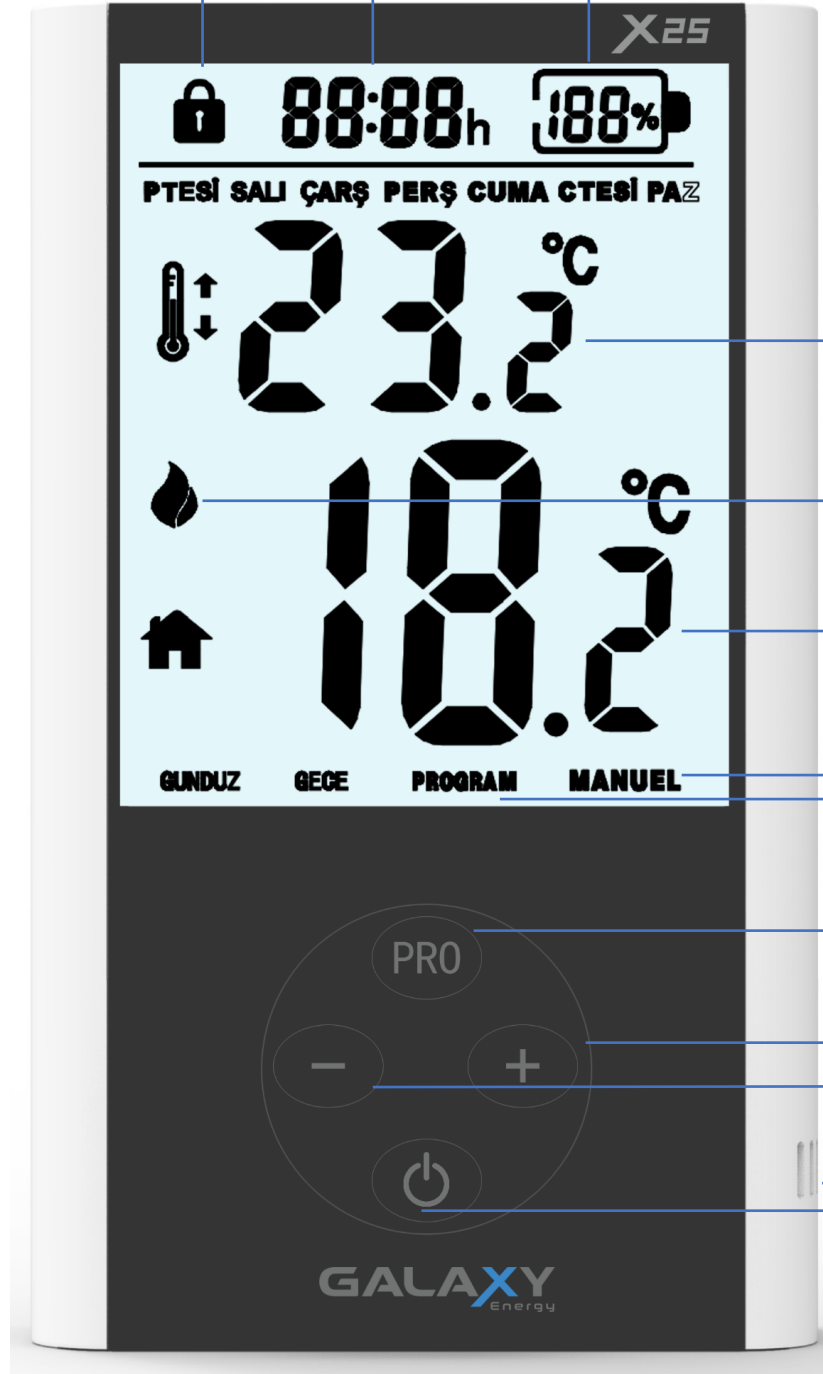 X25
88:88h 188%
PTESİ SALI ÇARŞ PERŞ CUMA CTESİ PAZ
23.2 °C
18.2 °C
GUNDUZ GECE PROGRAM MANUEL
PRO
- +
GALAXY
Energy